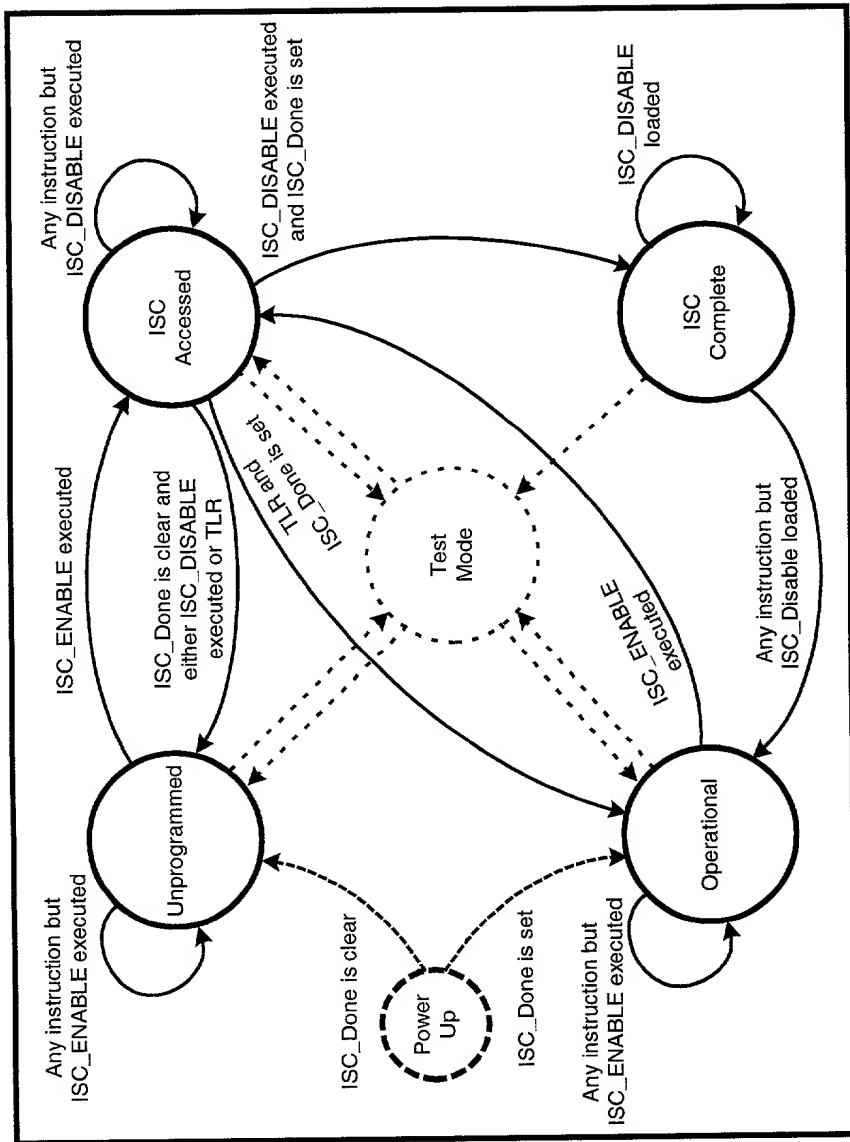 Any instruction but
ISC_ENABLE executed
Unprogrammed
ISC_ENABLE executed
ISC_Done is clear and
either ISC_DISABLE
executed or TLR
Any instruction but
ISC_DISABLE executed
ISC
Accessed
ISC_DISABLE executed
and ISC_Done is set
ISC_Done is clear
Power
Up
ISC_Done is set
TLR and
ISC_Done is set
Test
Mode
ISC_ENABLE
executed
Any instruction but
ISC_ENABLE executed
Operational
Any instruction but
ISC_Disable loaded
ISC
Complete
ISC_DISABLE
loaded